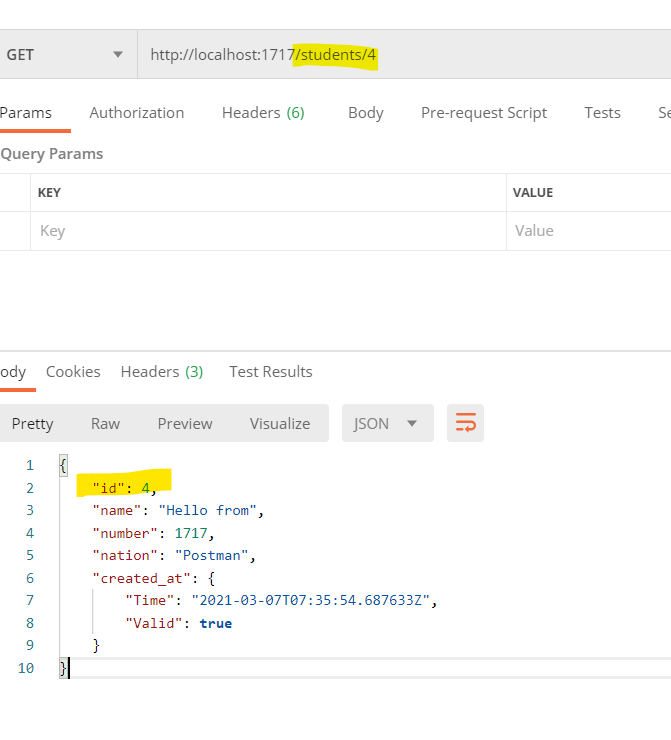 GET http://localhost:1717/students/4
Params Authorization Headers (6) Body Pre-request Script Tests Se
Query Params
KEY VALUE
Key Value
ody Cookies Headers (3) Test Results
Pretty Raw Preview Visualize JSON
1 {
2 "id": 4,
3 "name": "Hello from",
4 "number": 1717,
5 "nation": "Postman",
6 "created_at": {
7 "Time": "2021-03-07T07:35:54.687633Z",
8 "Valid": true
9 }
10 }